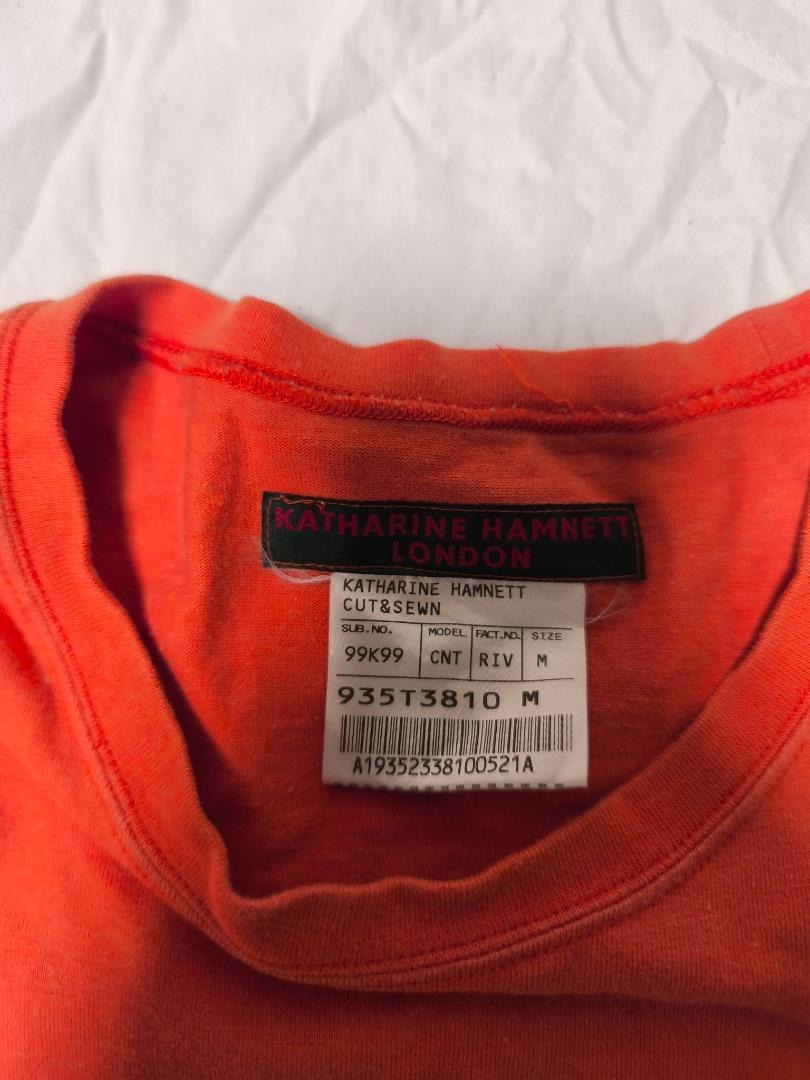 KATHARINE HAMNETT
LONDON
KATHARINE HAMNETT
CUT&SEWN
SUB.NO. MODEL FACT.NO. SIZE
99K99 CNT RIV M
935T3810 M
A19352338100521A